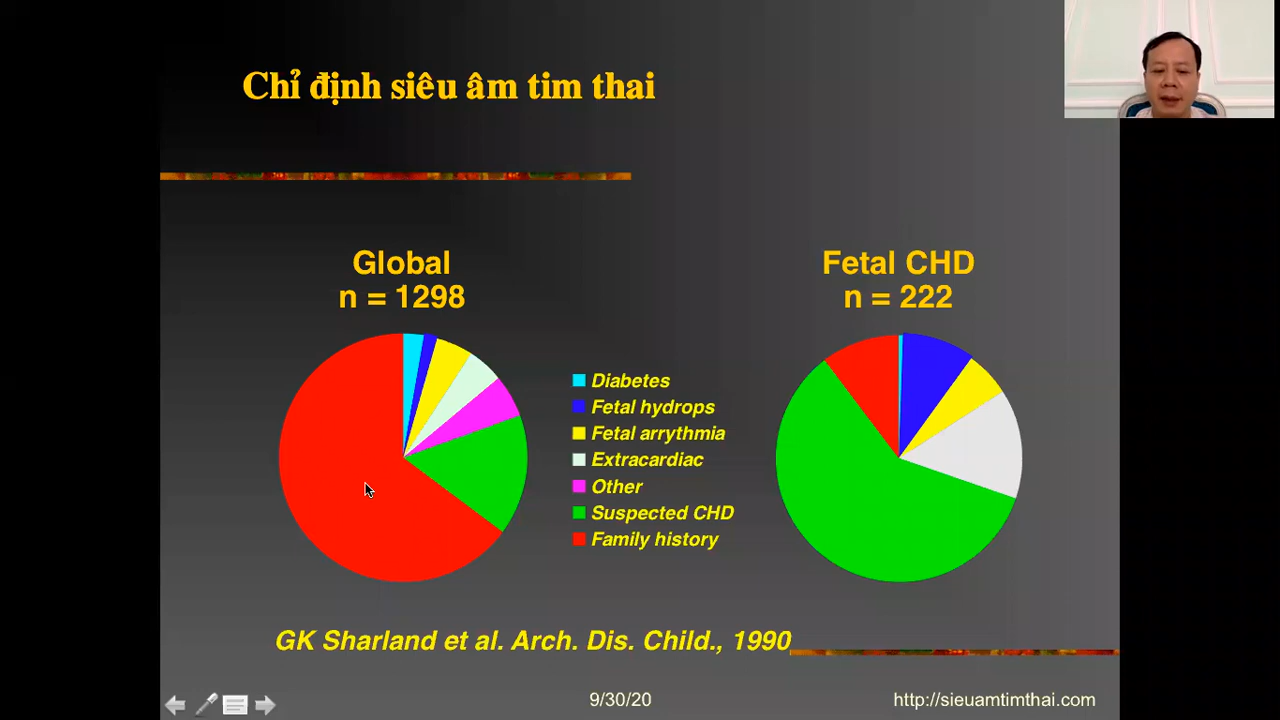 Chỉ định siêu âm tim thai
Global
n = 1298
Fetal CHD
n = 222
Diabetes
Fetal hydrops
Fetal arrythmia
Extracardiac
Other
Suspected CHD
Family history
GK Sharland et al. Arch. Dis. Child., 1990
9/30/20
http://sieuamtimthai.com